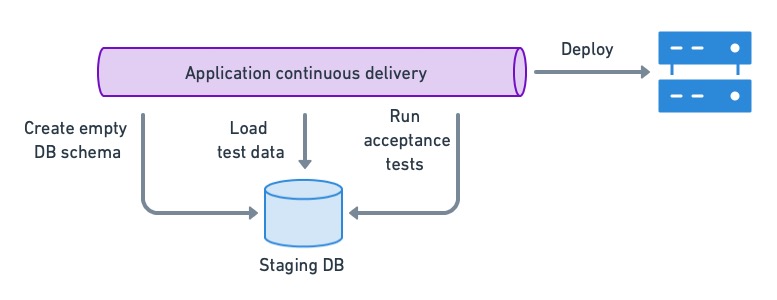 Application continuous delivery
Deploy
Create empty
DB schema
Load
test data
Run
acceptance
tests
Staging DB